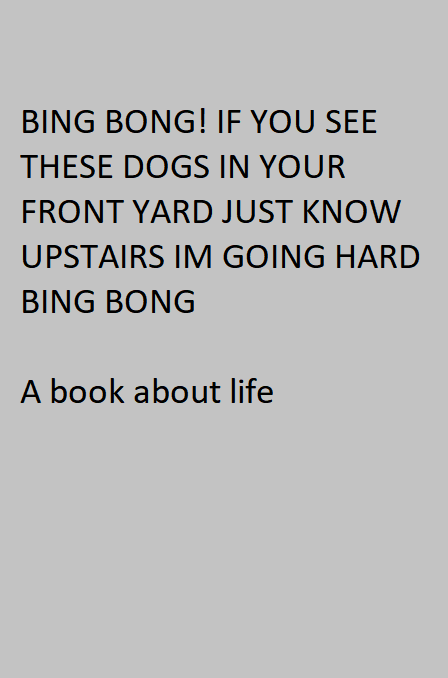 BING BONG! IF YOU SEE
THESE DOGS IN YOUR
FRONT YARD JUST KNOW
UPSTAIRS IM GOING HARD
BING BONG
A book about life